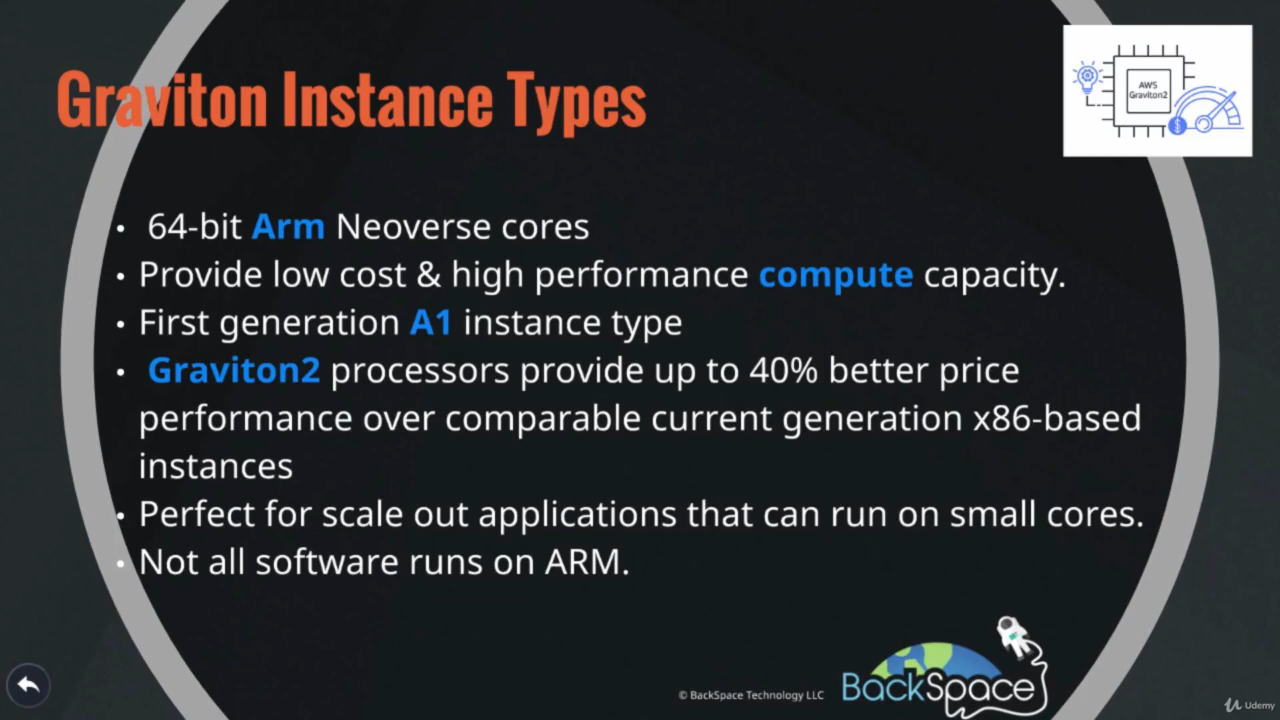 Graviton Instance Types
AWS
Graviton2
$
• 64-bit Arm Neoverse cores
• Provide low cost & high performance compute capacity.
• First generation A1 instance type
• Graviton2 processors provide up to 40% better price
performance over comparable current generation x86-based
instances
• Perfect for scale out applications that can run on small cores.
• Not all software runs on ARM.
© BackSpace Technology LLC
BackSpace
Udemy